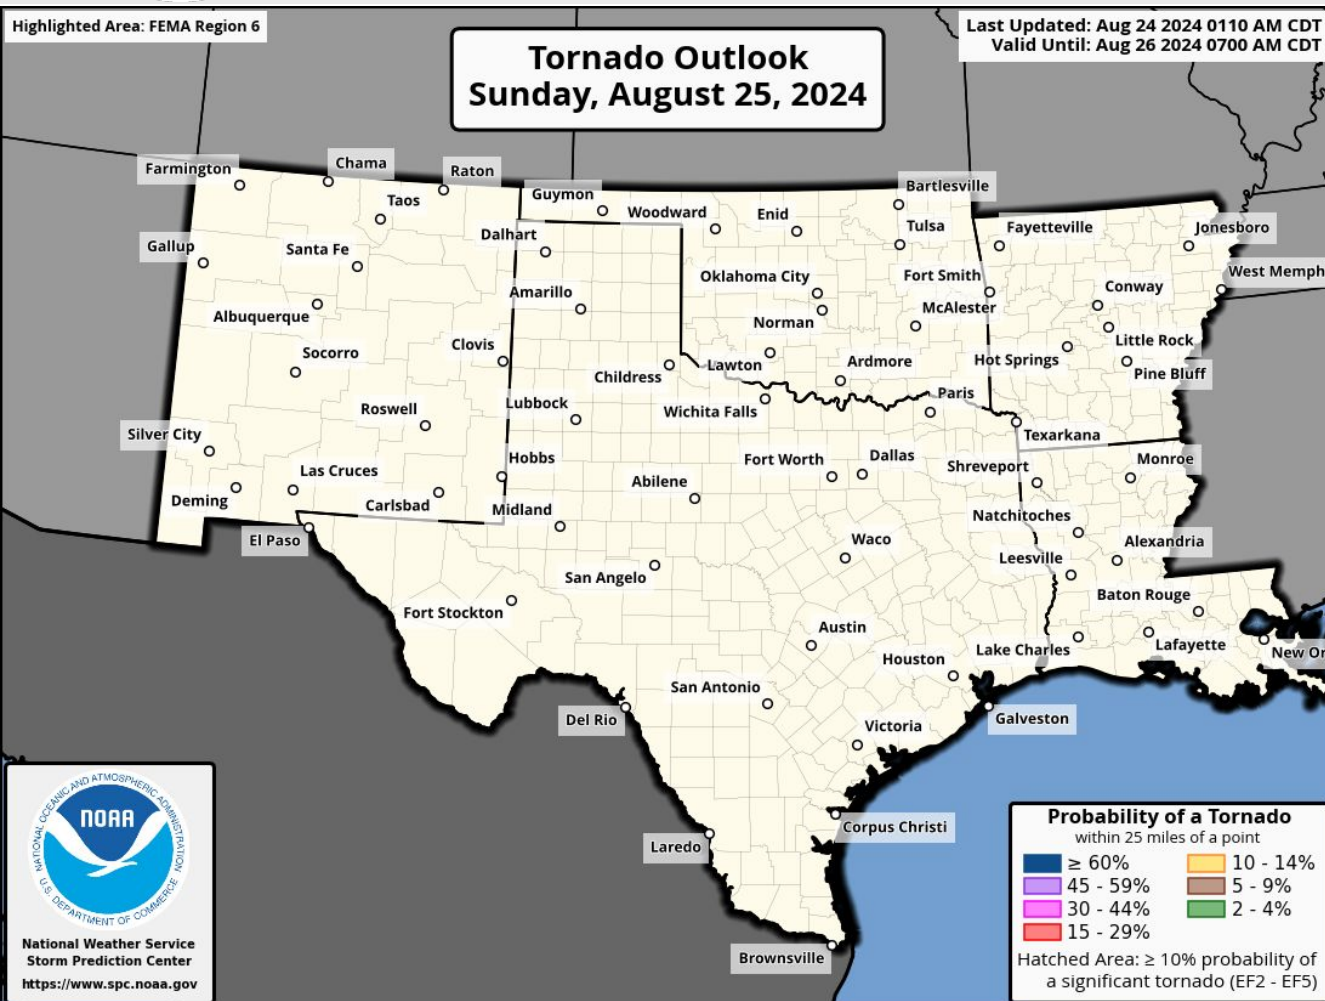 Highlighted Area: FEMA Region 6
Last Updated: Aug 24 2024 0110 AM CDT
Valid Until: Aug 26 2024 0700 AM CDT
Tornado Outlook
Sunday, August 25, 2024
Farmington
Chama
Raton
Taos
Guymon
Woodward
Enid
Bartlesville
Tulsa
Fayetteville
Jonesboro
Gallup
Santa Fe
Dalhart
Oklahoma City
Fort Smith
West Memph
Amarillo
Conway
Albuquerque
Norman
McAlester
Little Rock
Socorro
Clovis
Childress
Lawton
Ardmore
Hot Springs
Pine Bluff
Roswell
Lubbock
Wichita Falls
Paris
Texarkana
Silver City
Las Cruces
Hobbs
Abilene
Fort Worth
Dallas
Shreveport
Monroe
Deming
Carlsbad
Midland
Natchitoches
El Paso
Waco
Leesville
Alexandria
San Angelo
Fort Stockton
Baton Rouge
Austin
Houston
Lake Charles
Lafayette
New Or
San Antonio
Del Rio
Victoria
Galveston
Corpus Christi
Laredo
Brownsville
NATIONAL OCEANIC AND ATMOSPHERIC ADMINISTRATION
NOAA
U.S. DEPARTMENT OF COMMERCE
National Weather Service
Storm Prediction Center
https://www.spc.noaa.gov
Probability of a Tornado
within 25 miles of a point
≥ 60%
45 - 59%
30 - 44%
15 - 29%
10 - 14%
5 - 9%
2 - 4%
Hatched Area: ≥ 10% probability of
a significant tornado (EF2 - EF5)